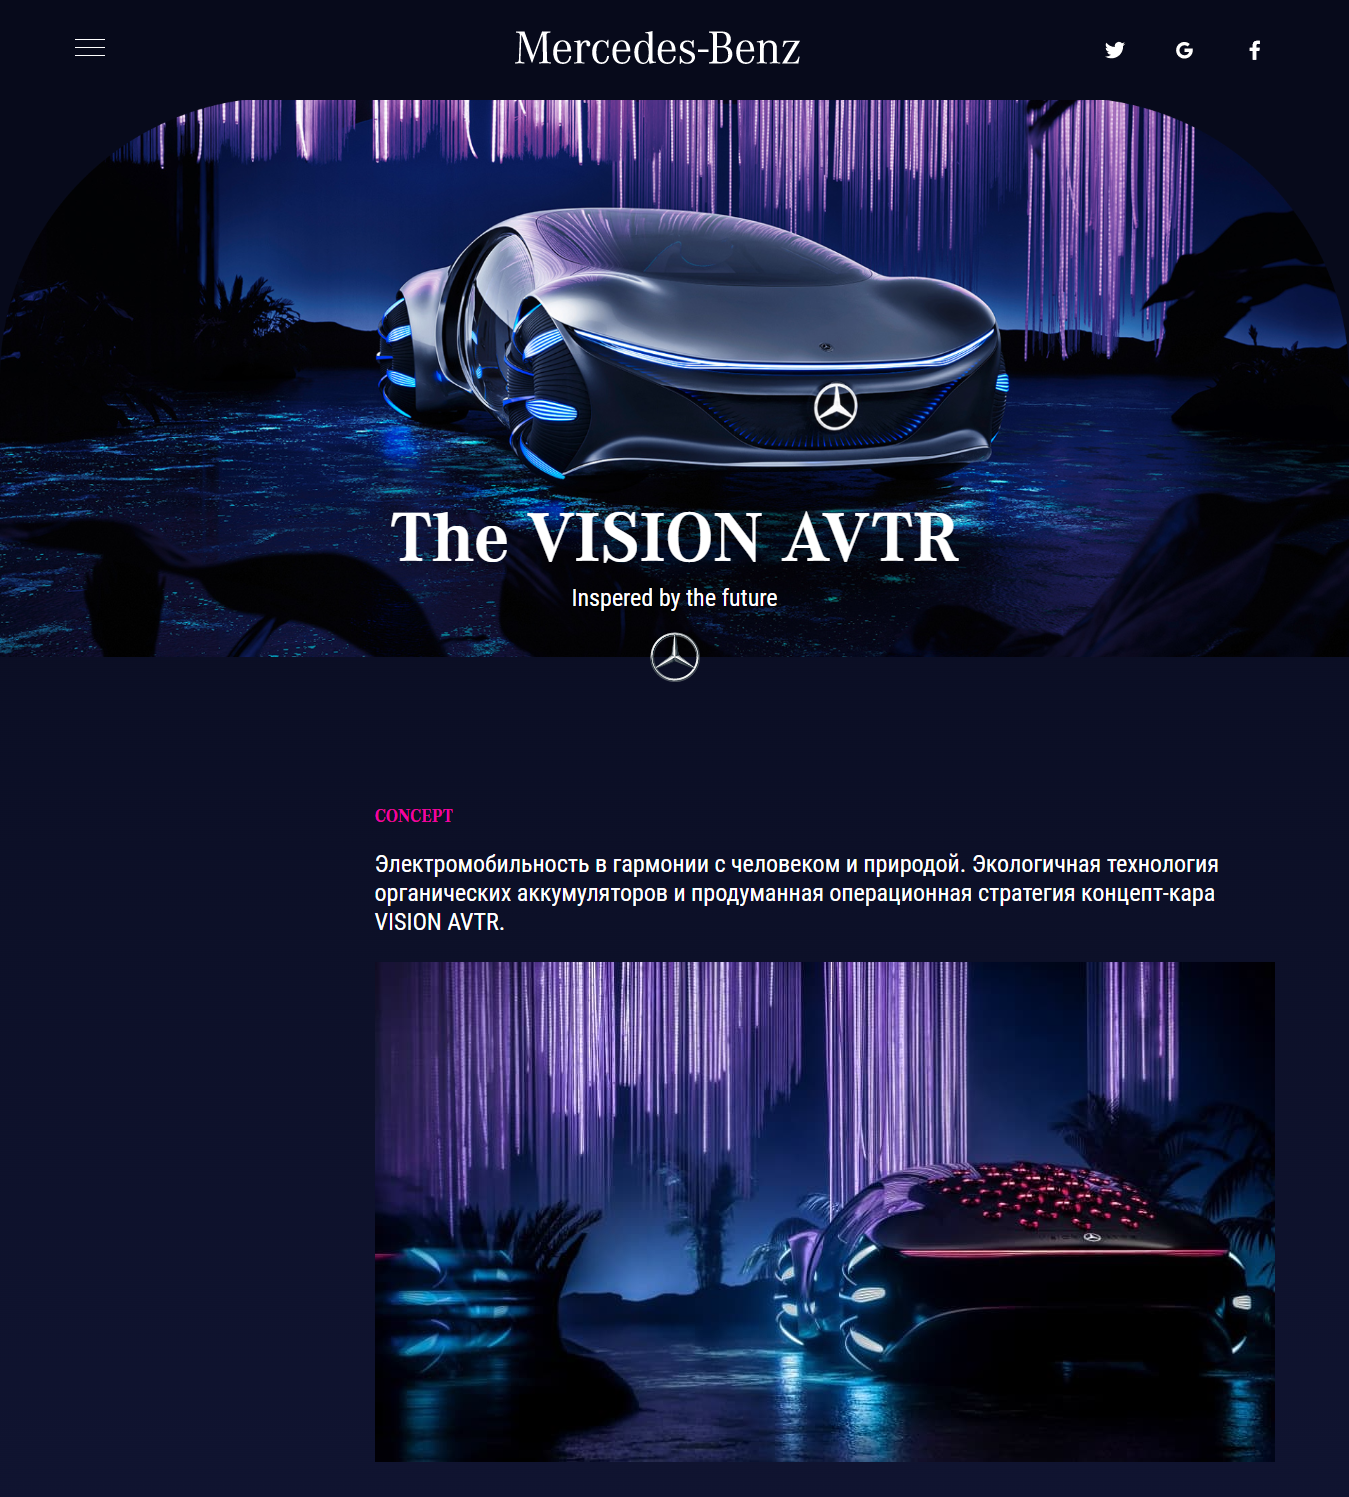 Mercedes-Benz
The VISION AVTR
Inspered by the future
CONCEPT
Электромобильность в гармонии с человеком и природой. Экологичная технология
органических аккумуляторов и продуманная операционная стратегия концепт-кара
VISION AVTR.